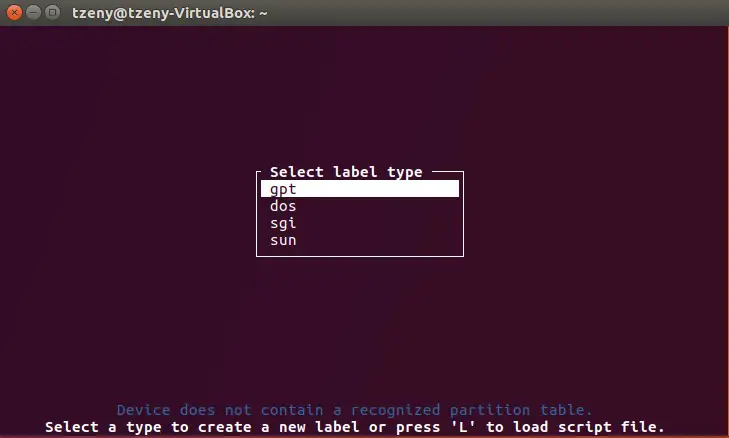 tzeny@tzeny-VirtualBox: ~
Select label type
gpt
dos
sgi
sun
Device does not contain a recognized partition table.
Select a type to create a new label or press 'L' to load script file.